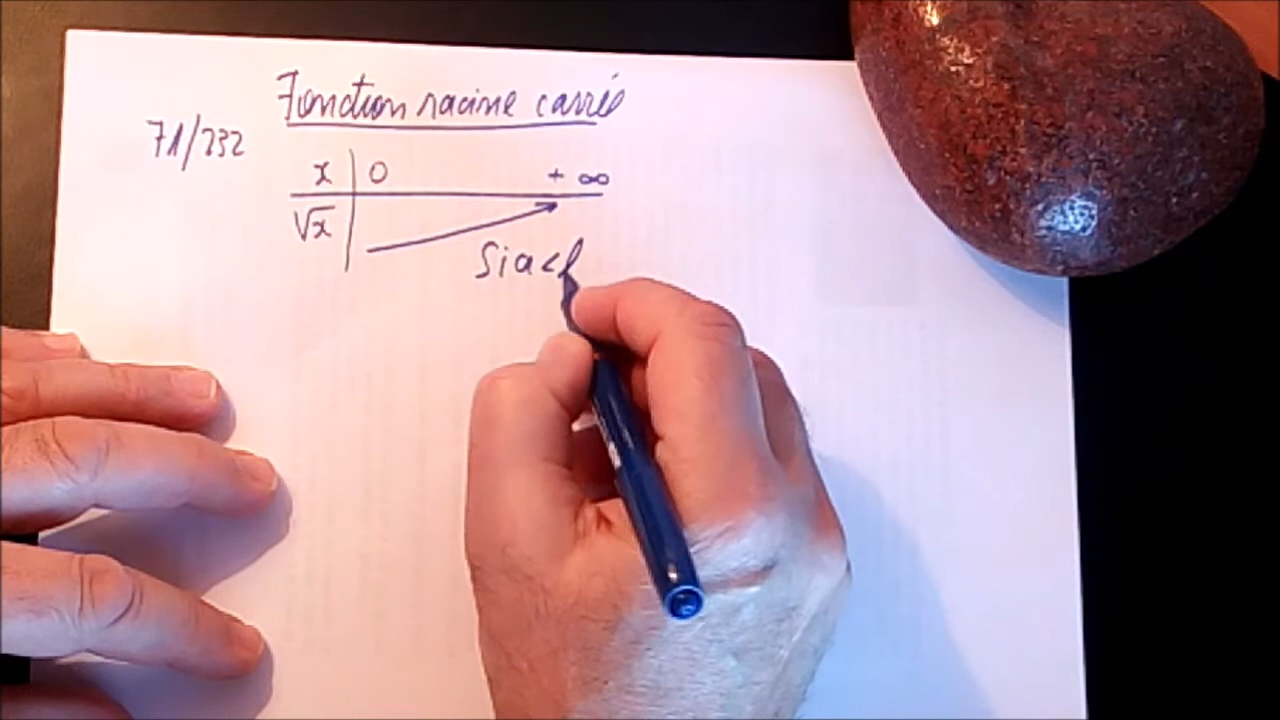 Fonction racine carrée
71/232
x 0 + ∞
√x
Si a < b